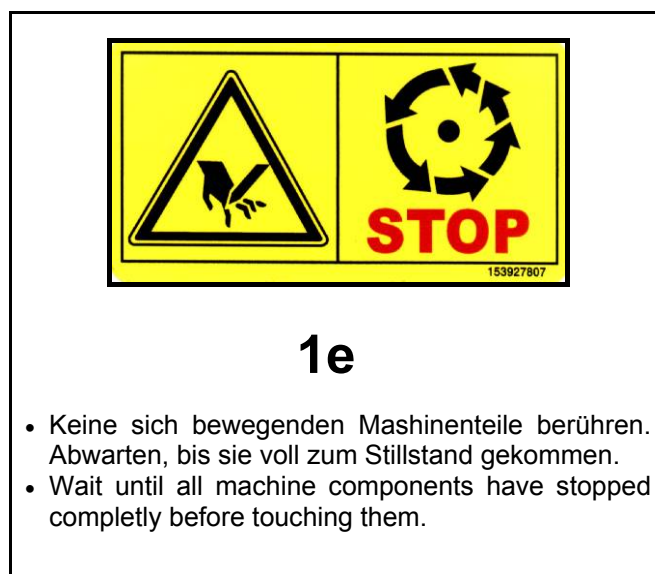 STOP
153927807
1e
• Keine sich bewegenden Mashinenteile berühren.
Abwarten, bis sie voll zum Stillstand gekommen.
• Wait until all machine components have stopped
completly before touching them.